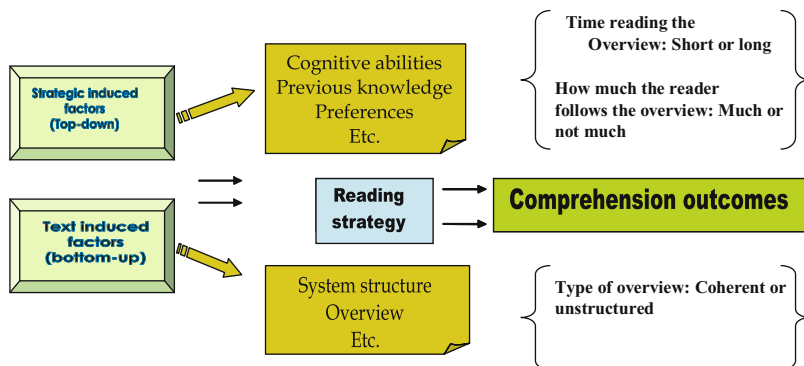 Strategic induced
factors
(Top-down)
Cognitive abilities
Previous knowledge
Preferences
Etc.
Time reading the
Overview: Short or long
How much the reader
follows the overview: Much or
not much
Text induced
factors
(bottom-up)
Reading
strategy
Comprehension outcomes
System structure
Overview
Etc.
Type of overview: Coherent or
unstructured